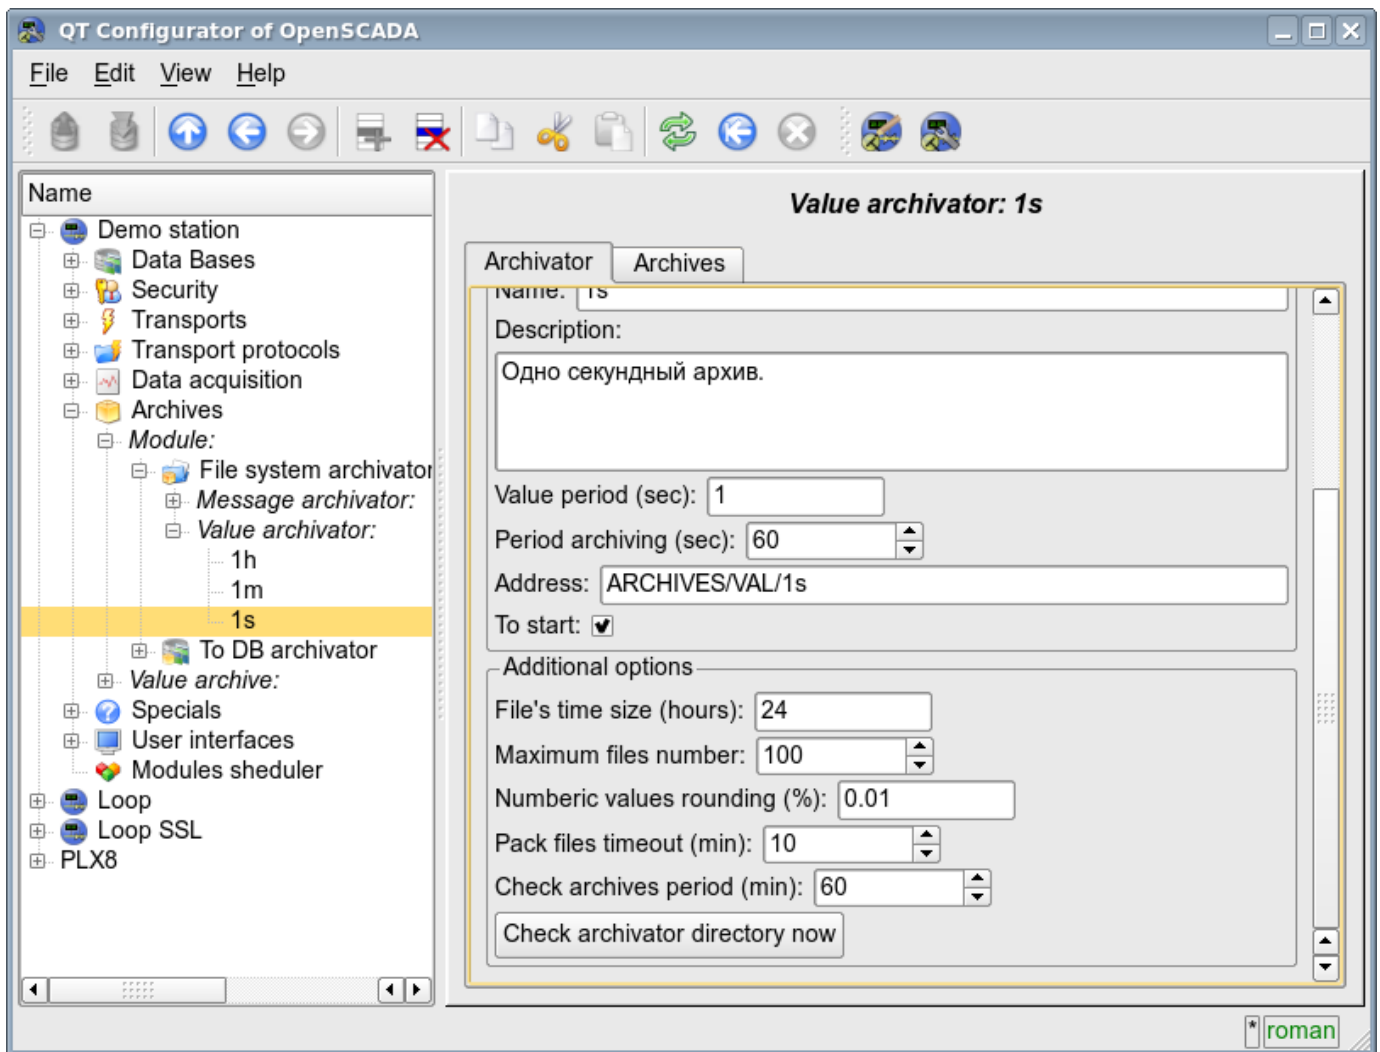 QT Configurator of OpenSCADA
File Edit View Help
Name
Demo station
Data Bases
Security
Transports
Transport protocols
Data acquisition
Archives
Module:
File system archivator
Message archivator:
Value archivator:
1h
1m
1s
To DB archivator
Value archive:
Specials
User interfaces
Modules sheduler
Loop
Loop SSL
PLX8
Value archivator: 1s
Archivator Archives
Name: 1s
Description:
Одно секундный архив.
Value period (sec): 1
Period archiving (sec): 60
Address: ARCHIVES/VAL/1s
To start:
Additional options
File's time size (hours): 24
Maximum files number: 100
Numberic values rounding (%): 0.01
Pack files timeout (min): 10
Check archives period (min): 60
Check archivator directory now
* roman